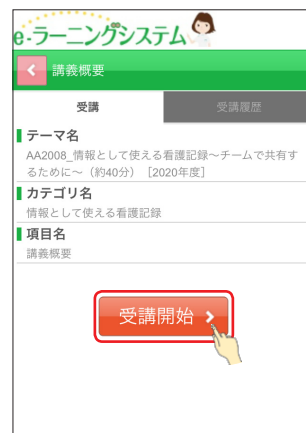 e-ラーニングシステム
講義概要
受講
受講履歴
テーマ名
AA2008_情報として使える看護記録～チームで共有す
るために～（約40分）［2020年度］
カテゴリ名
情報として使える看護記録
項目名
講義概要
受講開始